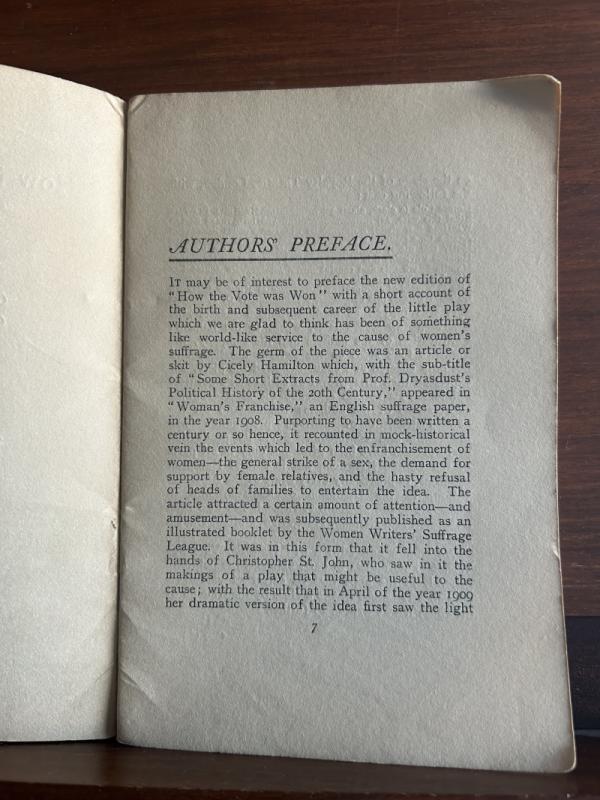 AUTHORS' PREFACE.
IT may be of interest to preface the new edition of
"How the Vote was Won" with a short account of
the birth and subsequent career of the little play
which we are glad to think has been of something
like world-like service to the cause of women's
suffrage. The germ of the piece was an article or
skit by Cicely Hamilton which, with the sub-title
of "Some Short Extracts from Prof. Dryasdust's
Political History of the 20th Century," appeared in
"Woman's Franchise," an English suffrage paper,
in the year 1908. Purporting to have been written a
century or so hence, it recounted in mock-historical
vein the events which led to the enfranchisement of
women—the general strike of a sex, the demand for
support by female relatives, and the hasty refusal
of heads of families to entertain the idea. The
article attracted a certain amount of attention—and
amusement—and was subsequently published as an
illustrated booklet by the Women Writers' Suffrage
League. It was in this form that it fell into the
hands of Christopher St. John, who saw in it the
makings of a play that might be useful to the
cause; with the result that in April of the year 1909
her dramatic version of the idea first saw the light
7